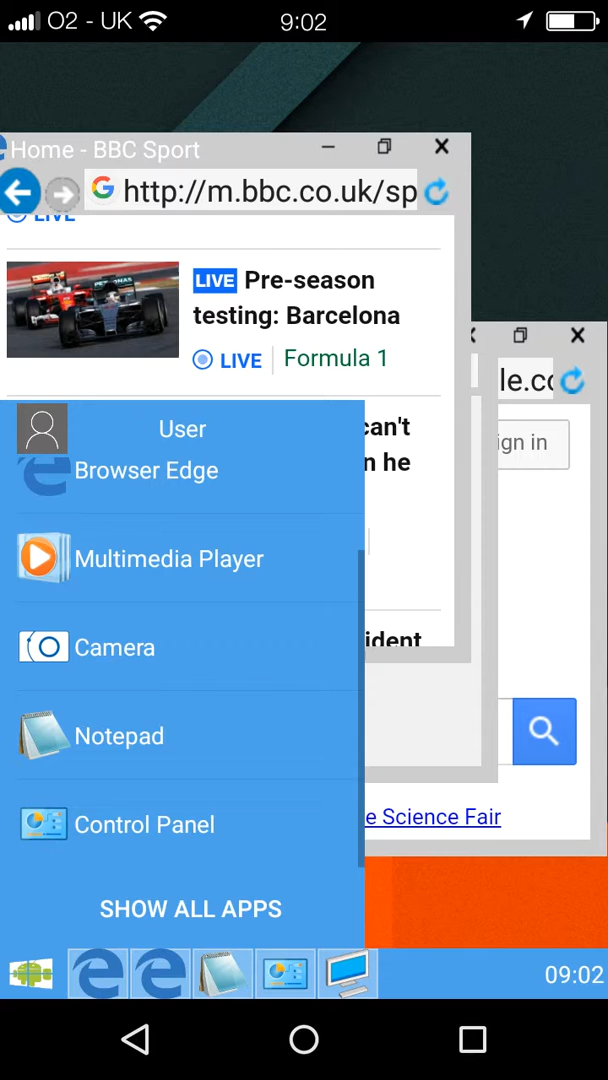 O2 - UK 9:02
Home - BBC Sport
http://m.bbc.co.uk/sp
LIVE
LIVE Pre-season
testing: Barcelona
LIVE Formula 1
le.co
ign in
can't
n he
ident
e Science Fair
User
Browser Edge
Multimedia Player
Camera
Notepad
Control Panel
SHOW ALL APPS
09:02